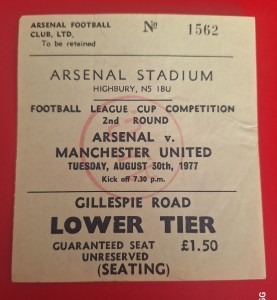 ARSENAL FOOTBALL
CLUB, LTD.
To be retained
No 1562
ARSENAL STADIUM
HIGHBURY, N5 1BU
FOOTBALL LEAGUE CUP COMPETITION
2nd ROUND
ARSENAL v.
MANCHESTER UNITED
TUESDAY, AUGUST 30th, 1977
Kick off 7.30 p.m.
GILLESPIE ROAD
LOWER TIER
GUARANTEED SEAT £1.50
UNRESERVED
(SEATING)